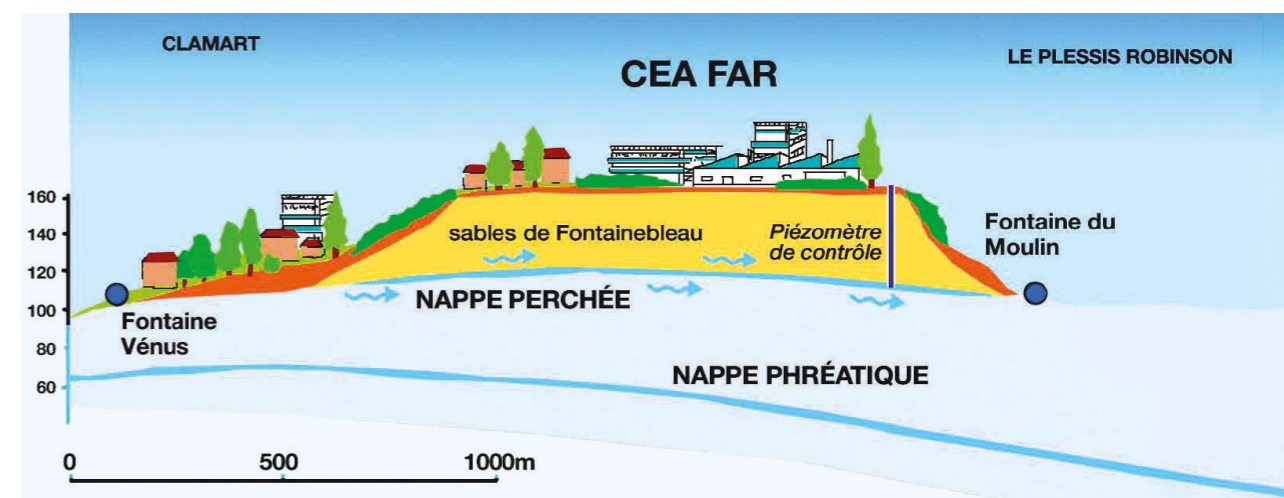 CLAMART
CEA FAR
LE PLESSIS ROBINSON
160
140
120
100
80
60
sables de Fontainebleau
Piézomètre
de contrôle
Fontaine du
Moulin
NAPPE PERCHÉE
Fontaine
Vénus
NAPPE PHRÉATIQUE
0
500
1000m